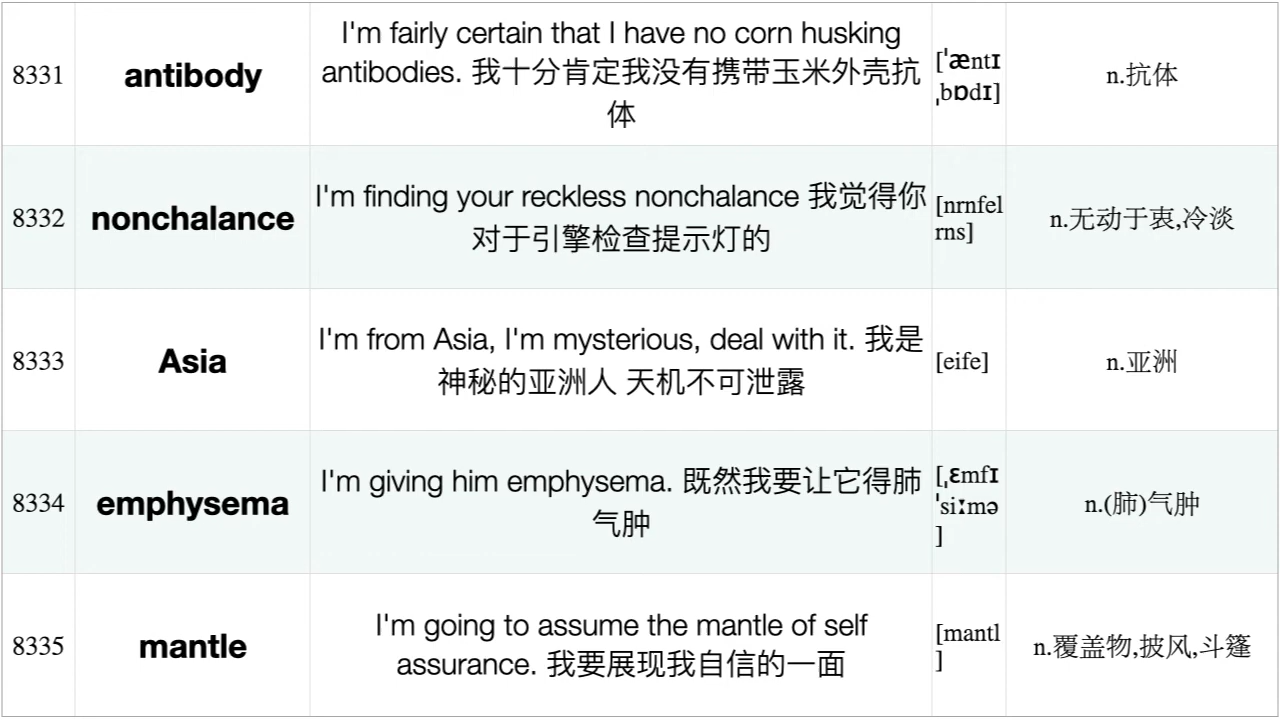 8331
antibody
I'm fairly certain that I have no corn husking
antibodies. 我十分肯定我没有携带玉米外壳抗
体
[ˈæntɪ
ˌbɒdɪ]
n.抗体
8332
nonchalance
I'm finding your reckless nonchalance 我觉得你
对于引擎检查提示灯的
[nrnfel
rns]
n.无动于衷,冷淡
8333
Asia
I'm from Asia, I'm mysterious, deal with it. 我是
神秘的亚洲人 天机不可泄露
[eife]
n.亚洲
8334
emphysema
I'm giving him emphysema. 既然我要让它得肺
气肿
[ˌɛmfɪ
ˈsiːmə
]
n.(肺)气肿
8335
mantle
I'm going to assume the mantle of self
assurance. 我要展现我自信的一面
[mantl
]
n.覆盖物,披风,斗篷